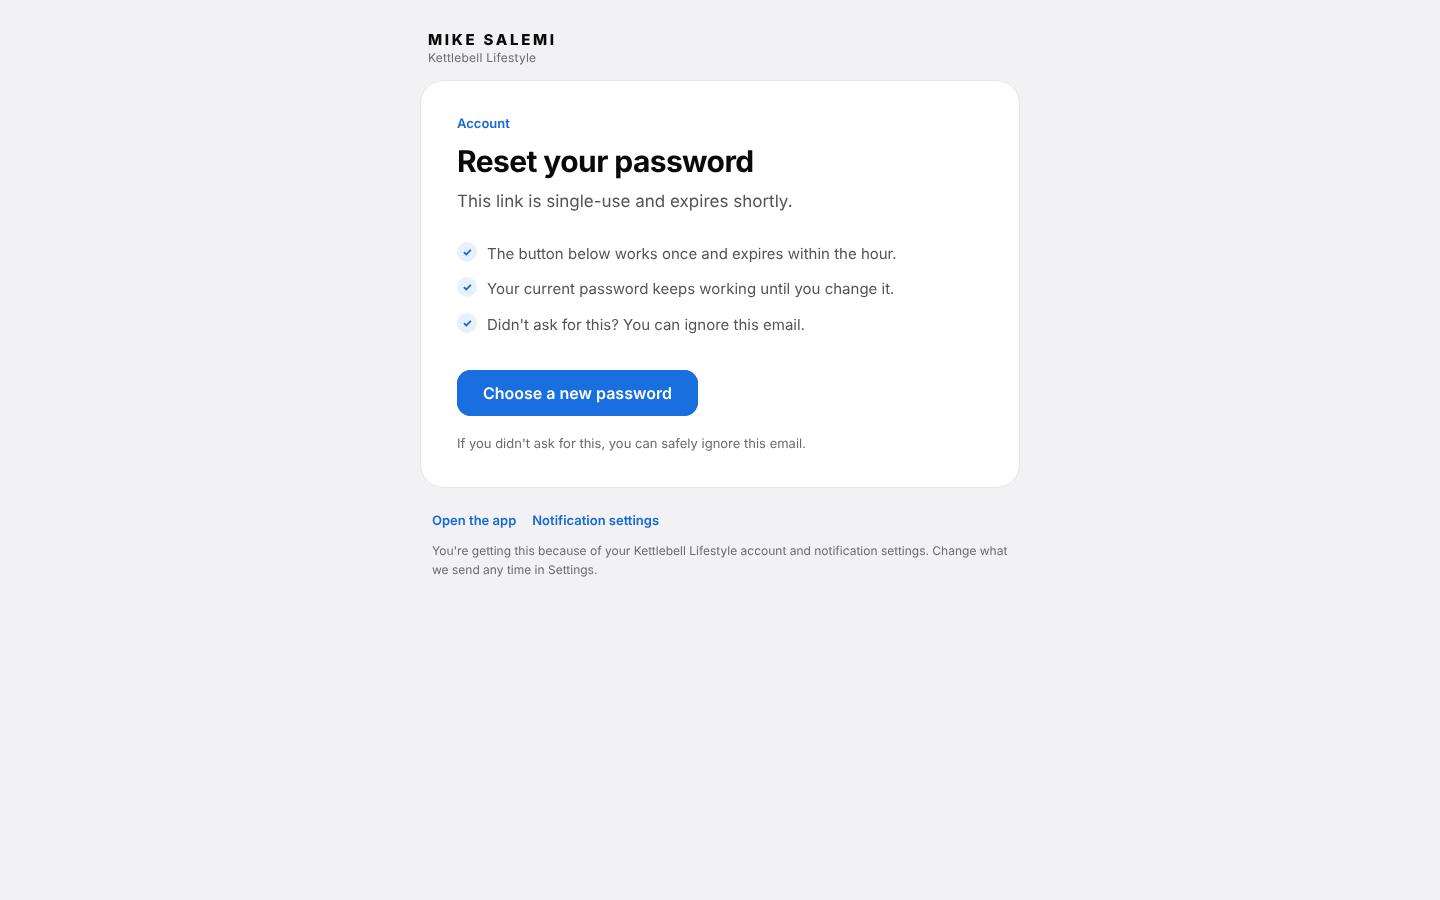 MIKE SALEMI
Kettlebell Lifestyle
Account
Reset your password
This link is single-use and expires shortly.
The button below works once and expires within the hour.
Your current password keeps working until you change it.
Didn't ask for this? You can ignore this email.
Choose a new password
If you didn't ask for this, you can safely ignore this email.
Open the app Notification settings
You're getting this because of your Kettlebell Lifestyle account and notification settings. Change what
we send any time in Settings.